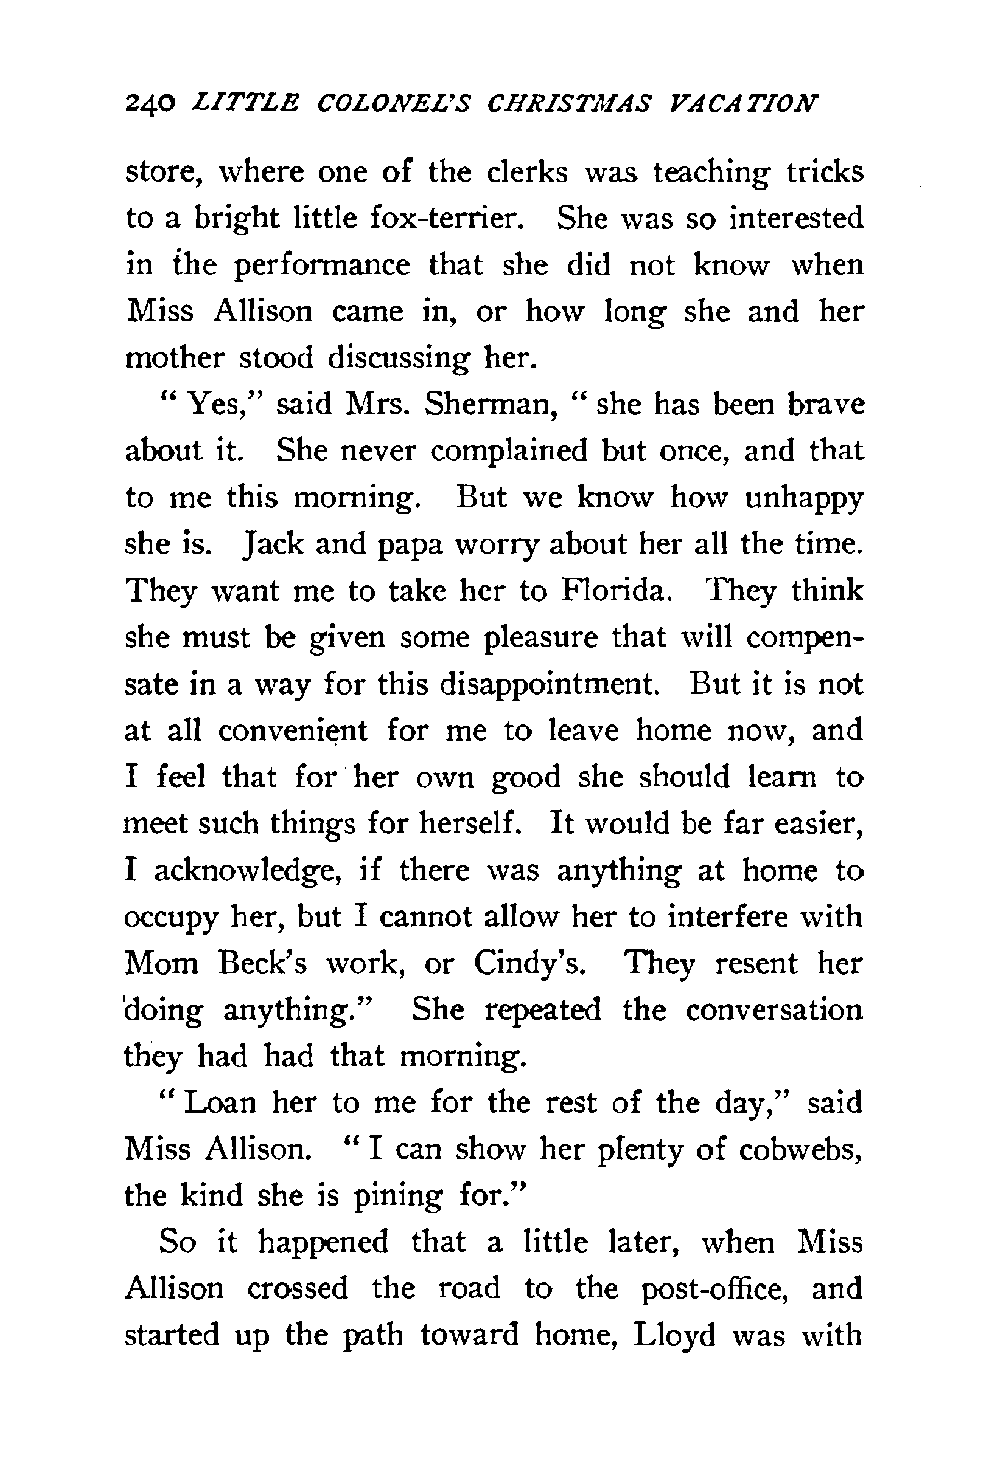 240 LITTLE COLONEL'S CHRISTMAS VACATION
store, where one of the clerks was teaching tricks
to a bright little fox-terrier. She was so interested
in the performance that she did not know when
Miss Allison came in, or how long she and her
mother stood discussing her.
" Yes," said Mrs. Sherman, " she has been brave
about it. She never complained but once, and that
to me this morning. But we know how unhappy
she is. Jack and papa worry about her all the time.
They want me to take her to Florida. They think
she must be given some pleasure that will compen-
sate in a way for this disappointment. But it is not
at all convenient for me to leave home now, and
I feel that for her own good she should learn to
meet such things for herself. It would be far easier,
I acknowledge, if there was anything at home to
occupy her, but I cannot allow her to interfere with
Mom Beck's work, or Cindy's. They resent her
doing anything." She repeated the conversation
they had had that morning.
" Loan her to me for the rest of the day," said
Miss Allison. " I can show her plenty of cobwebs,
the kind she is pining for."
So it happened that a little later, when Miss
Allison crossed the road to the post-office, and
started up the path toward home, Lloyd was with